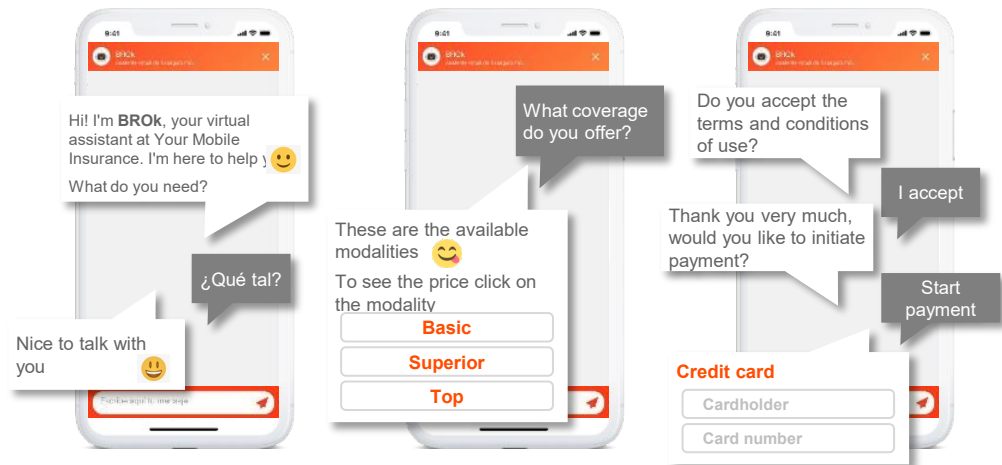 9:41
BROk
Hi! I'm BROk, your virtual
assistant at Your Mobile
Insurance. I'm here to help
What do you need?
¿Qué tal?
Nice to talk with
you
Escribe aquí tu mensaje
9:41
BROk
What coverage
do you offer?
These are the available
modalities
To see the price click on
the modality
Basic
Superior
Top
9:41
BROk
Do you accept the
terms and conditions
of use?
I accept
Thank you very much,
would you like to initiate
payment?
Start
payment
Credit card
Cardholder
Card number